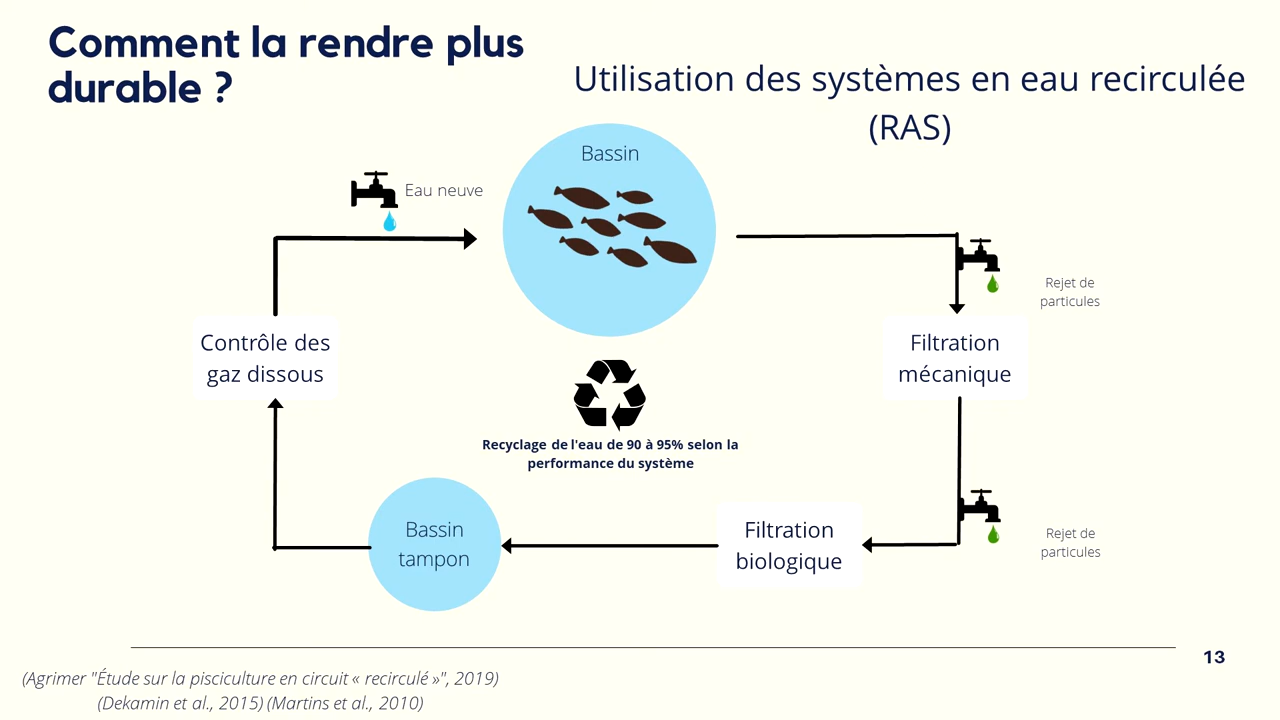 Comment la rendre plus
durable ?
Utilisation des systèmes en eau recirculée
(RAS)
Bassin
Eau neuve
Rejet de
particules
Contrôle des
gaz dissous
Filtration
mécanique
Recyclage de l'eau de 90 à 95% selon la
performance du système
Bassin
tampon
Filtration
biologique
Rejet de
particules
13
(Agrimer "Étude sur la pisciculture en circuit « recirculé »", 2019)
(Dekamin et al., 2015) (Martins et al., 2010)